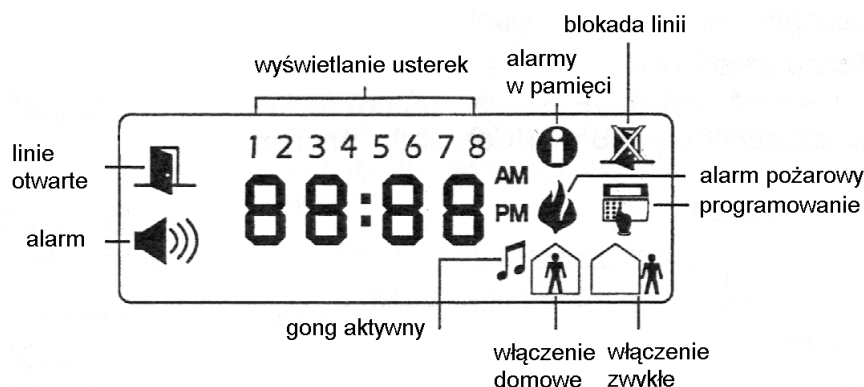 blokada linii
alarmy
w pamięci
wyświetlanie usterek
linie
otwarte
1 2 3 4 5 6 7 8
AM
88:88
PM
alarm pożarowy
programowanie
alarm
gong aktywny
włączenie
domowe
włączenie
zwykłe